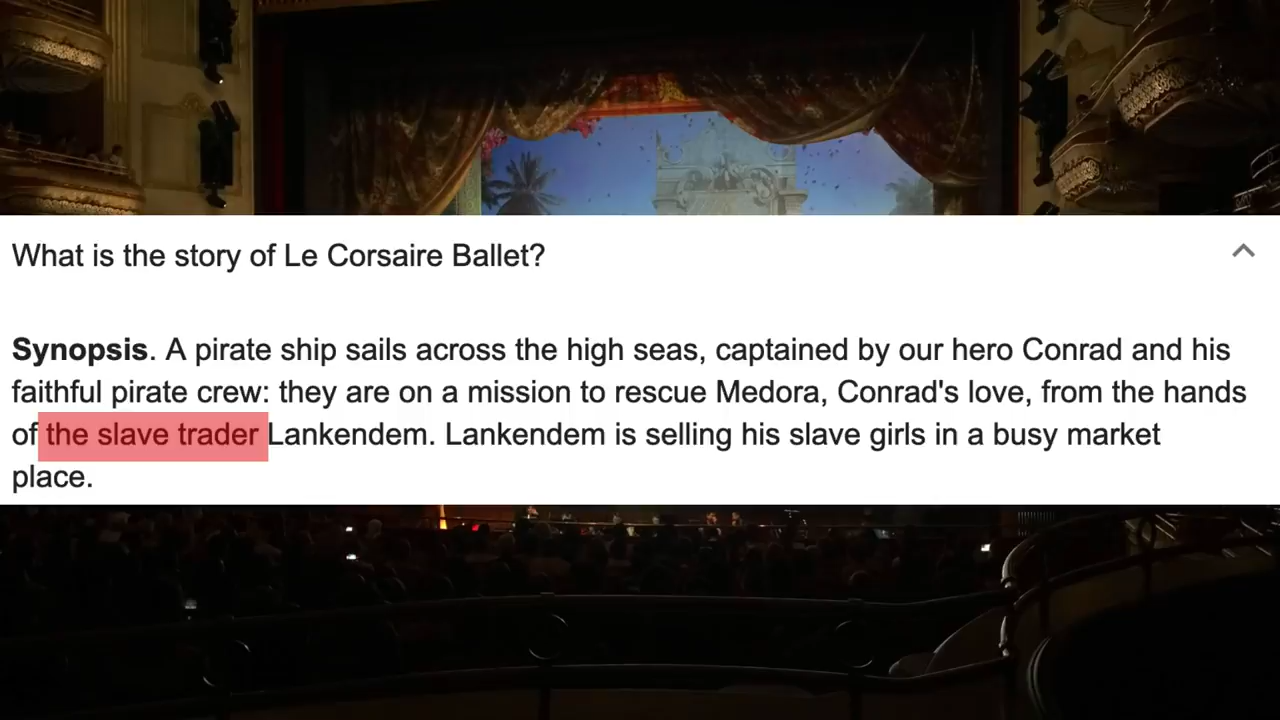 What is the story of Le Corsaire Ballet?
Synopsis. A pirate ship sails across the high seas, captained by our hero Conrad and his
faithful pirate crew: they are on a mission to rescue Medora, Conrad's love, from the hands
of the slave trader Lankendem. Lankendem is selling his slave girls in a busy market
place.